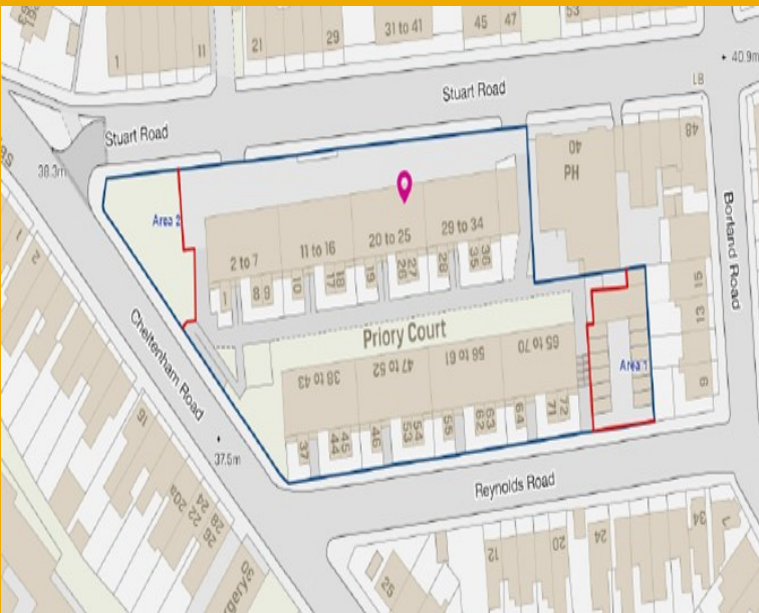 53
45 47
31 to 41
29
21
11
1
40.9m
Stuart Road
Stuart Road
81
48
40
PH
38.3m
56
Area 2
29 to 34
20 to 25
11 to 16
2 to 7
Borland Road
1
2
1
8 9
10
17 18
19
26 27
28
35 36
15
13
9
Priory Court
65 to 70
56 to 61
47 to 52
38 to 43
Area 1
Cheltenham Road
37
44 45
46
53 54
55
62 63
64
71 72
16
37.5m
Reynolds Road
20a
22
24
26
28
34
24
20
12
25